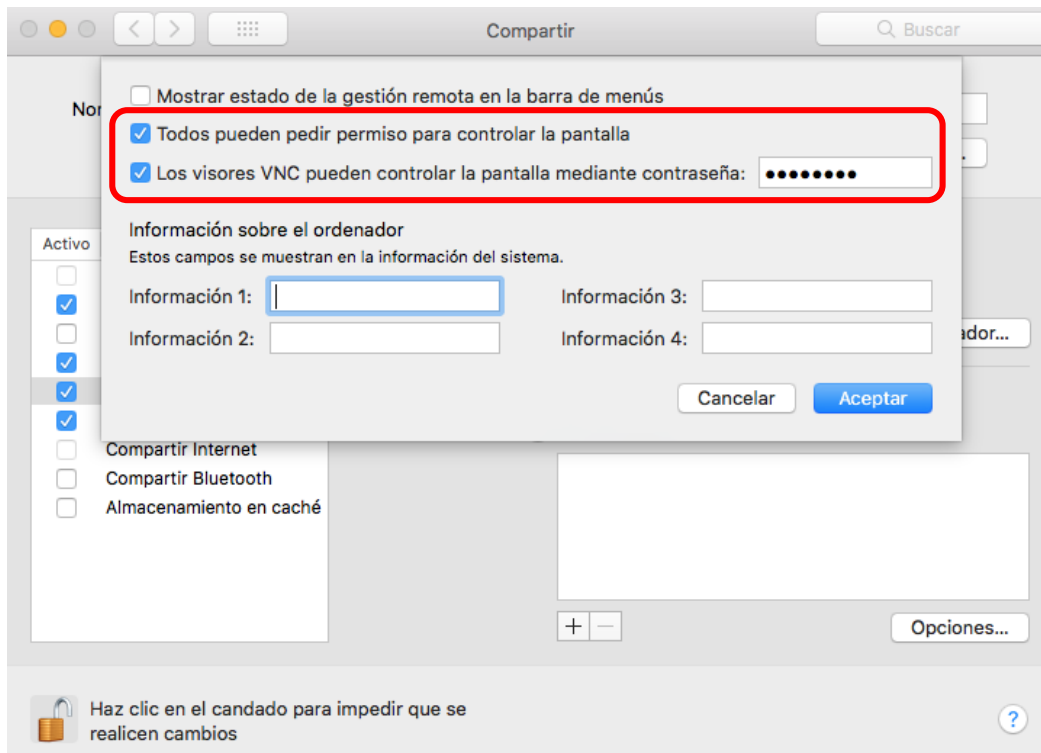 Compartir
Buscar
Mostrar estado de la gestión remota en la barra de menús
Todos pueden pedir permiso para controlar la pantalla
Los visores VNC pueden controlar la pantalla mediante contraseña: ●●●●●●●●
Información sobre el ordenador
Activo
Estos campos se muestran en la información del sistema.
Información 1:
Información 3:
Información 2:
Información 4:
Cancelar
Aceptar
Compartir Internet
Compartir Bluetooth
Almacenamiento en caché
+ −
Opciones...
Haz clic en el candado para impedir que se
realicen cambios
?